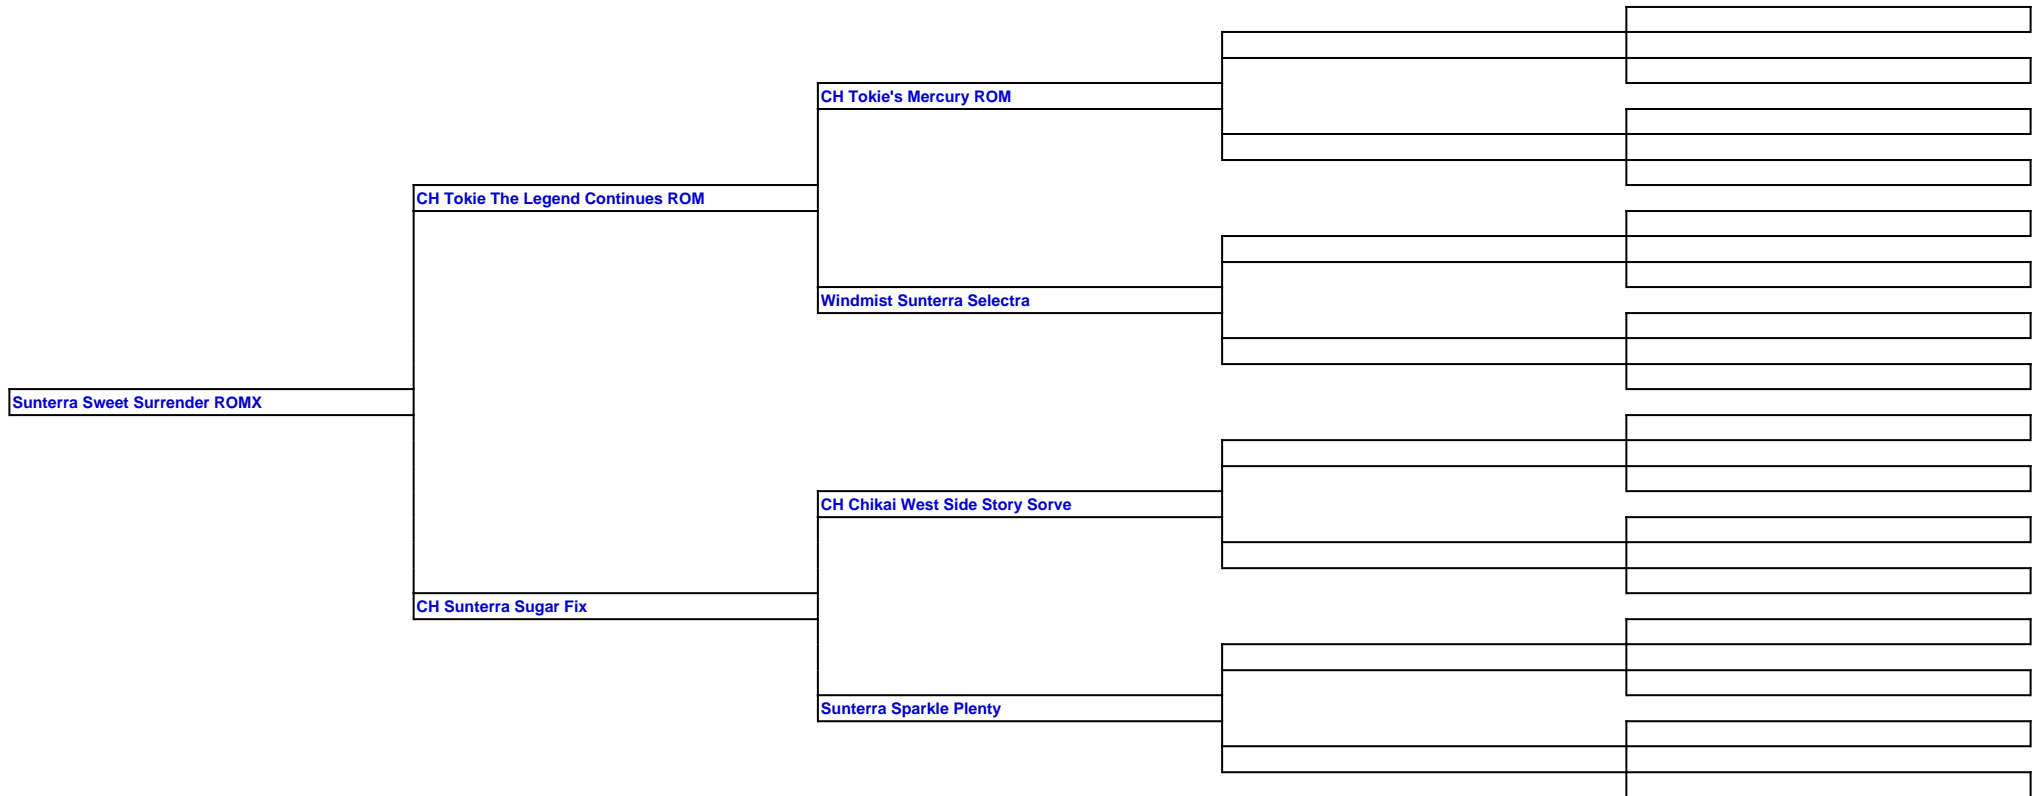 CH Tokie's Mercury ROM
CH Tokie The Legend Continues ROM
Windmist Sunterra Selectra
Sunterra Sweet Surrender ROMX
CH Chikai West Side Story Sorve
CH Sunterra Sugar Fix
Sunterra Sparkle Plenty